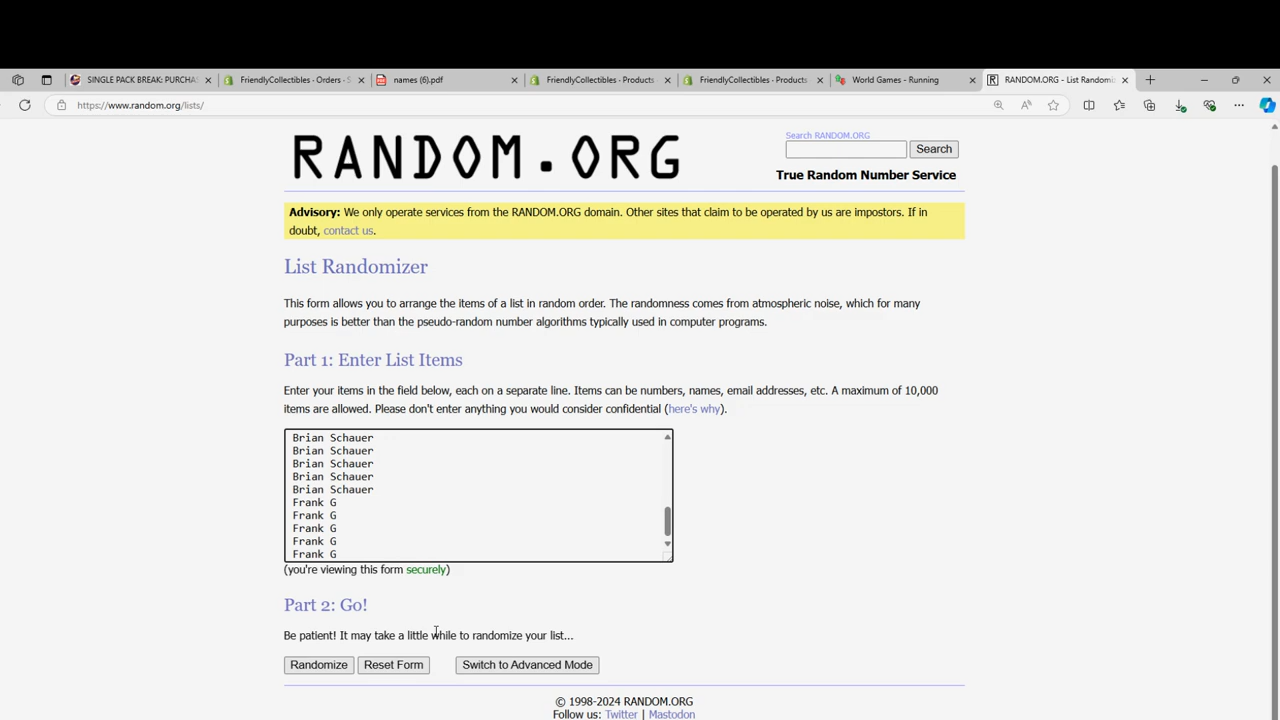 SINGLE PACK BREAK: PURCHA
FriendlyCollectibles · Orders · S
names (6).pdf
FriendlyCollectibles · Products
FriendlyCollectibles · Products
World Games - Running
RANDOM.ORG - List Randomi
https://www.random.org/lists/
RANDOM.ORG
Search RANDOM.ORG
Search
True Random Number Service
Advisory: We only operate services from the RANDOM.ORG domain. Other sites that claim to be operated by us are impostors. If in
doubt, contact us.
List Randomizer
This form allows you to arrange the items of a list in random order. The randomness comes from atmospheric noise, which for many
purposes is better than the pseudo-random number algorithms typically used in computer programs.
Part 1: Enter List Items
Enter your items in the field below, each on a separate line. Items can be numbers, names, email addresses, etc. A maximum of 10,000
items are allowed. Please don't enter anything you would consider confidential (here's why).
Brian Schauer
Brian Schauer
Brian Schauer
Brian Schauer
Brian Schauer
Frank G
Frank G
Frank G
Frank G
Frank G
(you're viewing this form securely)
Part 2: Go!
Be patient! It may take a little while to randomize your list...
Randomize Reset Form Switch to Advanced Mode
© 1998-2024 RANDOM.ORG
Follow us: Twitter | Mastodon